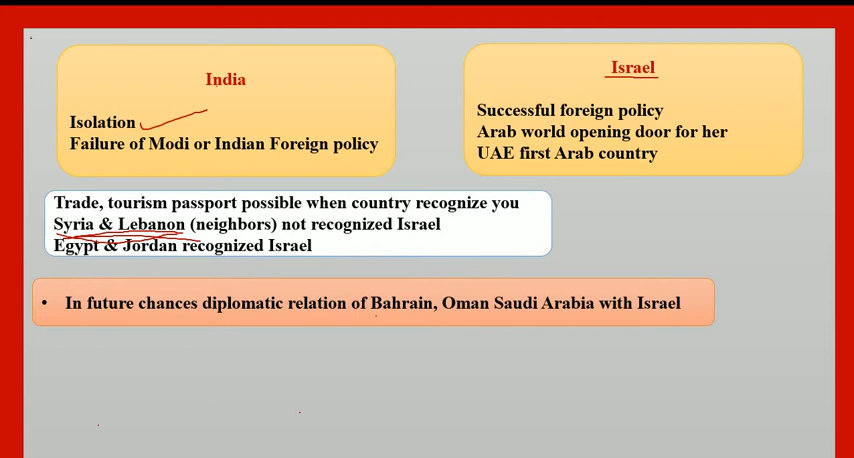 India
Isolation
Failure of Modi or Indian Foreign policy
Israel
Successful foreign policy
Arab world opening door for her
UAE first Arab country
Trade, tourism passport possible when country recognize you
Syria & Lebanon (neighbors) not recognized Israel
Egypt & Jordan recognized Israel
• In future chances diplomatic relation of Bahrain, Oman Saudi Arabia with Israel